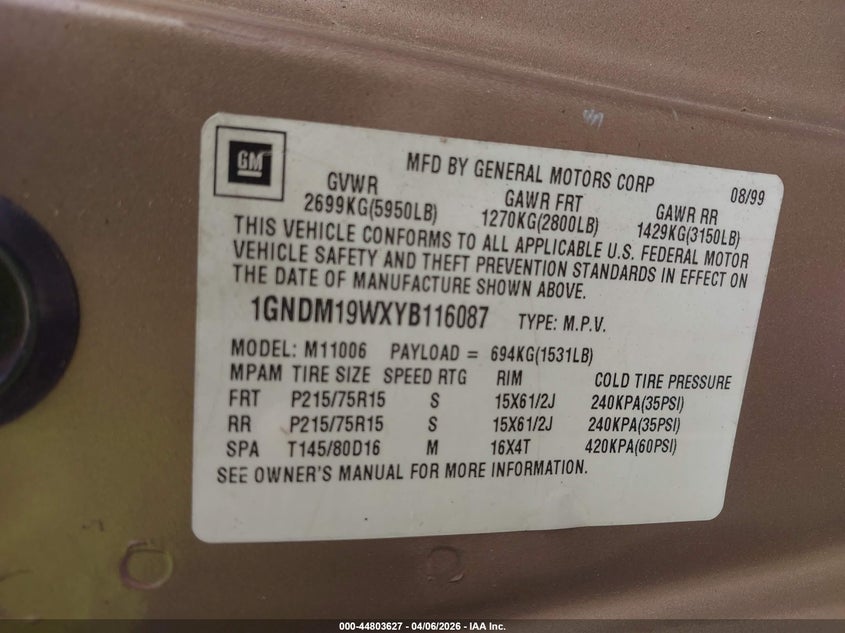 GM
MFD BY GENERAL MOTORS CORP 08/99
GVWR GAWR FRT GAWR RR
2699KG(5950LB) 1270KG(2800LB) 1429KG(3150LB)
THIS VEHICLE CONFORMS TO ALL APPLICABLE U.S. FEDERAL MOTOR
VEHICLE SAFETY AND THEFT PREVENTION STANDARDS IN EFFECT ON
THE DATE OF MANUFACTURE SHOWN ABOVE.
1GNDM19WXYB116087 TYPE: M.P.V.
MODEL: M11006 PAYLOAD = 694KG(1531LB)
MPAM TIRE SIZE SPEED RTG RIM COLD TIRE PRESSURE
FRT P215/75R15 S 15X61/2J 240KPA(35PSI)
RR P215/75R15 S 15X61/2J 240KPA(35PSI)
SPA T145/80D16 M 16X4T 420KPA(60PSI)
SEE OWNER'S MANUAL FOR MORE INFORMATION.
000-44803627 - 04/06/2026 - IAA Inc.